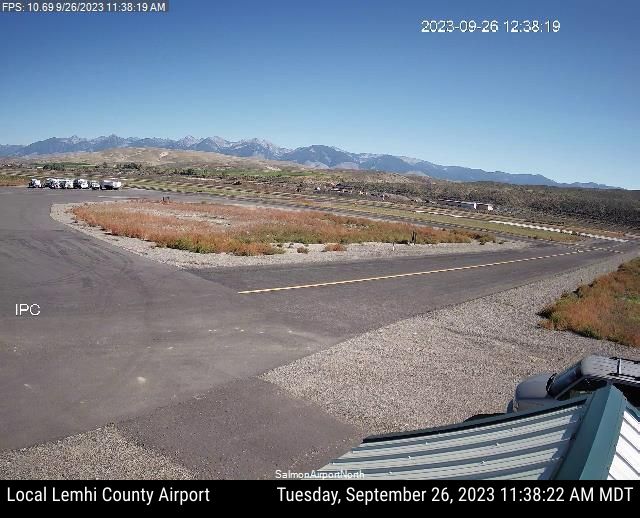 FPS: 10.69 9/26/2023 11:38:19 AM
2023-09-26 12:38:19
IPC
SalmonAirportNorth
Local Lemhi County Airport Tuesday, September 26, 2023 11:38:22 AM MDT